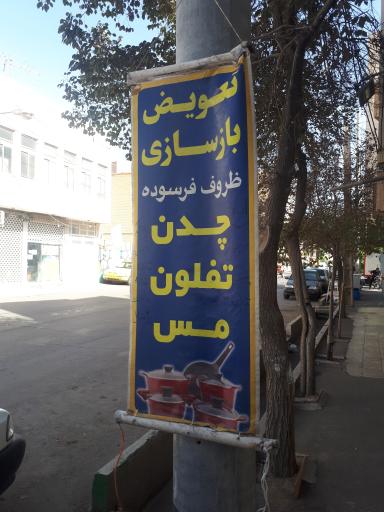 تعویض
بازسازی
ظروف فرسوده
چدن
تفلون
مس